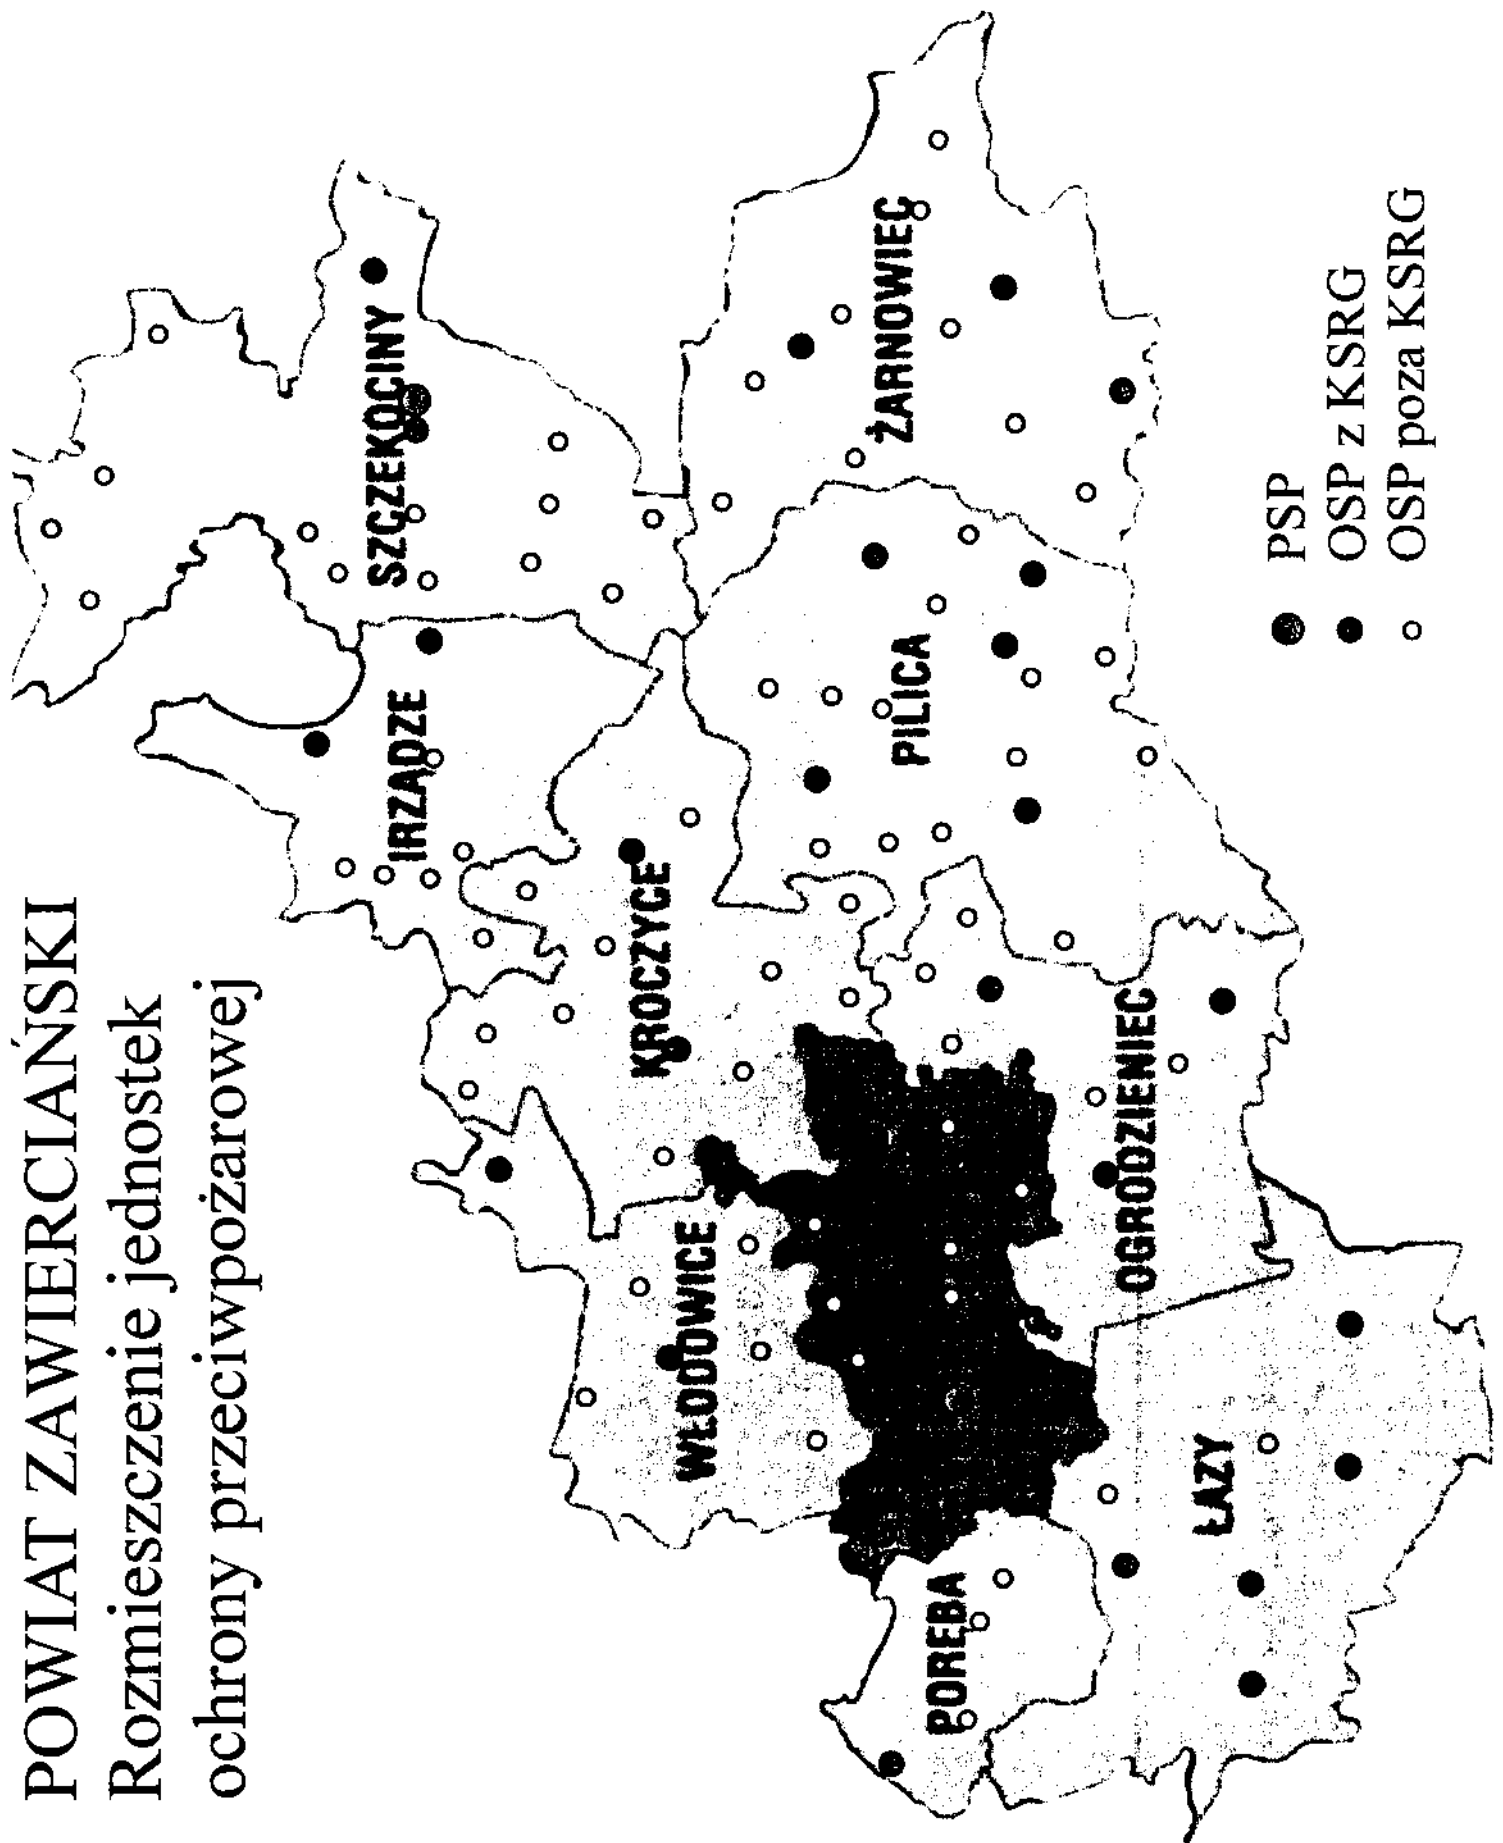 POWIAT ZAWIERCIAŃSKI
Rozmieszczenie jednostek
ochrony przeciwpożarowej
SZCZEKOCINY
IRZĄDZE
KROCZYCE
WŁODOWICE
ŻARNOWIEC
PILICA
OGRODZIENIEC
PORĘBA
ŁAZY
PSP
OSP z KSRG
OSP poza KSRG